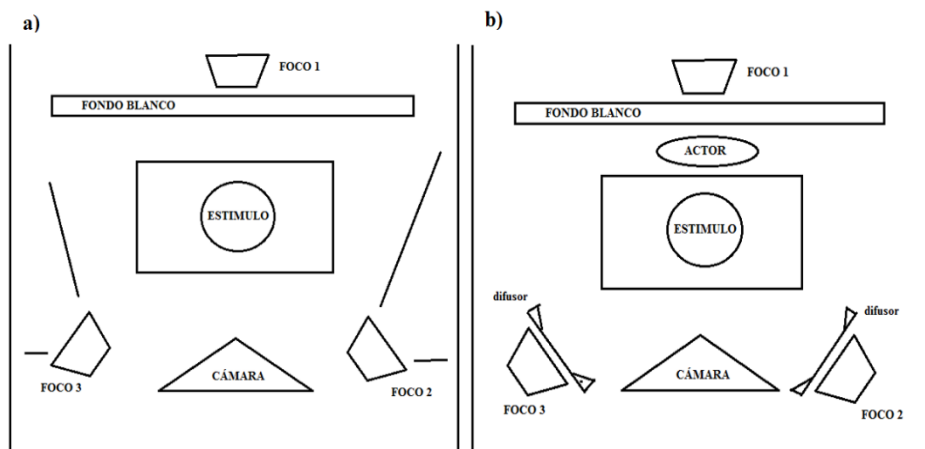 a)
FOCO 1
FONDO BLANCO
ESTIMULO
FOCO 3
CÁMARA
FOCO 2
b)
FOCO 1
FONDO BLANCO
ACTOR
ESTIMULO
difusor
difusor
FOCO 3
CÁMARA
FOCO 2